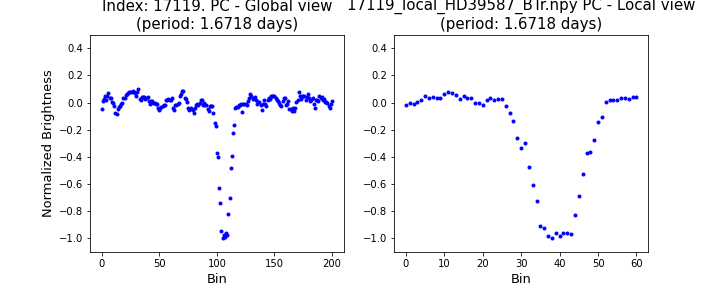 Index: 17119. PC - Global view
(period: 1.6718 days)
17119_local_HD39587_BTr.npy PC - Local view
(period: 1.6718 days)
Normalized Brightness
0.4
0.2
0.0
−0.2
−0.4
−0.6
−0.8
−1.0
0 50 100 150 200
Bin
0.4
0.2
0.0
−0.2
−0.4
−0.6
−0.8
−1.0
0 10 20 30 40 50 60
Bin